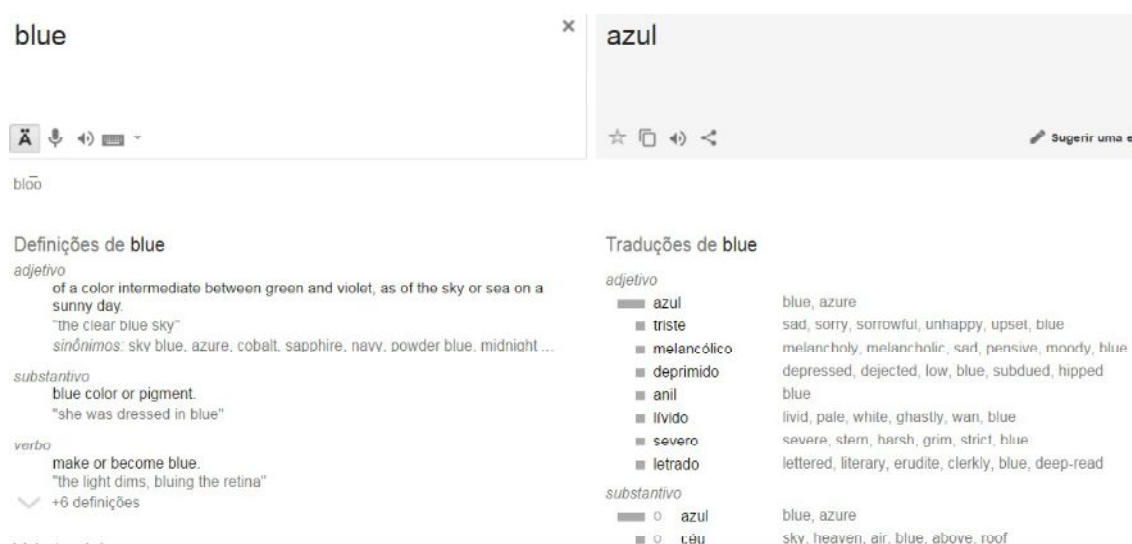 blue
azul
Ä
Sugerir uma e
bloo͞
Definições de blue
adjetivo
of a color intermediate between green and violet, as of the sky or sea on a
sunny day.
"the clear blue sky"
sinônimos: sky blue, azure, cobalt, sapphire, navy, powder blue, midnight ...
substantivo
blue color or pigment.
"she was dressed in blue"
verbo
make or become blue.
"the light dims, bluing the retina"
+6 definições
Traduções de blue
adjetivo
azul blue, azure
triste sad, sorry, sorrowful, unhappy, upset, blue
melancólico melancholy, melancholic, sad, pensive, moody, blue
deprimido depressed, dejected, low, blue, subdued, hipped
anil blue
lívido livid, pale, white, ghastly, wan, blue
severo severe, stern, harsh, grim, strict, blue
letrado lettered, literary, erudite, clerkly, blue, deep-read
substantivo
o azul blue, azure
o céu sky, heaven, air, blue, above, roof